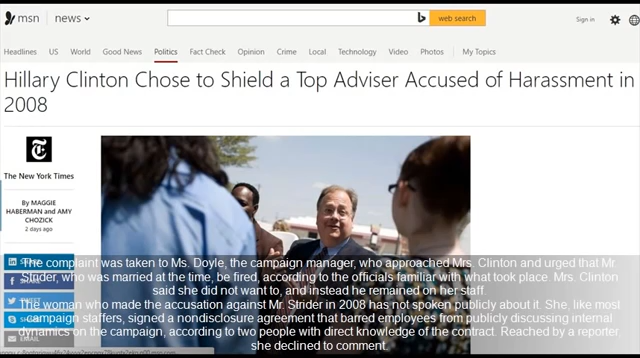 msn
news
web search
Sign in
Headlines US World Good News Politics Fact Check Opinion Crime Local Technology Video Photos My Topics
Hillary Clinton Chose to Shield a Top Adviser Accused of Harassment in
2008
The New York Times
By MAGGIE
HABERMAN and AMY
CHOZICK
2 days ago
The complaint was taken to Ms. Doyle, the campaign manager, who approached Mrs. Clinton and urged that Mr.
Strider, who was married at the time, be fired, according to the officials familiar with what took place. Mrs. Clinton
said she did not want to, and instead he remained on her staff.
The woman who made the accusation against Mr. Strider in 2008 has not spoken publicly about it. She, like most
campaign staffers, signed a nondisclosure agreement that barred employees from publicly discussing internal
dynamics on the campaign, according to two people with direct knowledge of the contract. Reached by a reporter
she declined to comment.